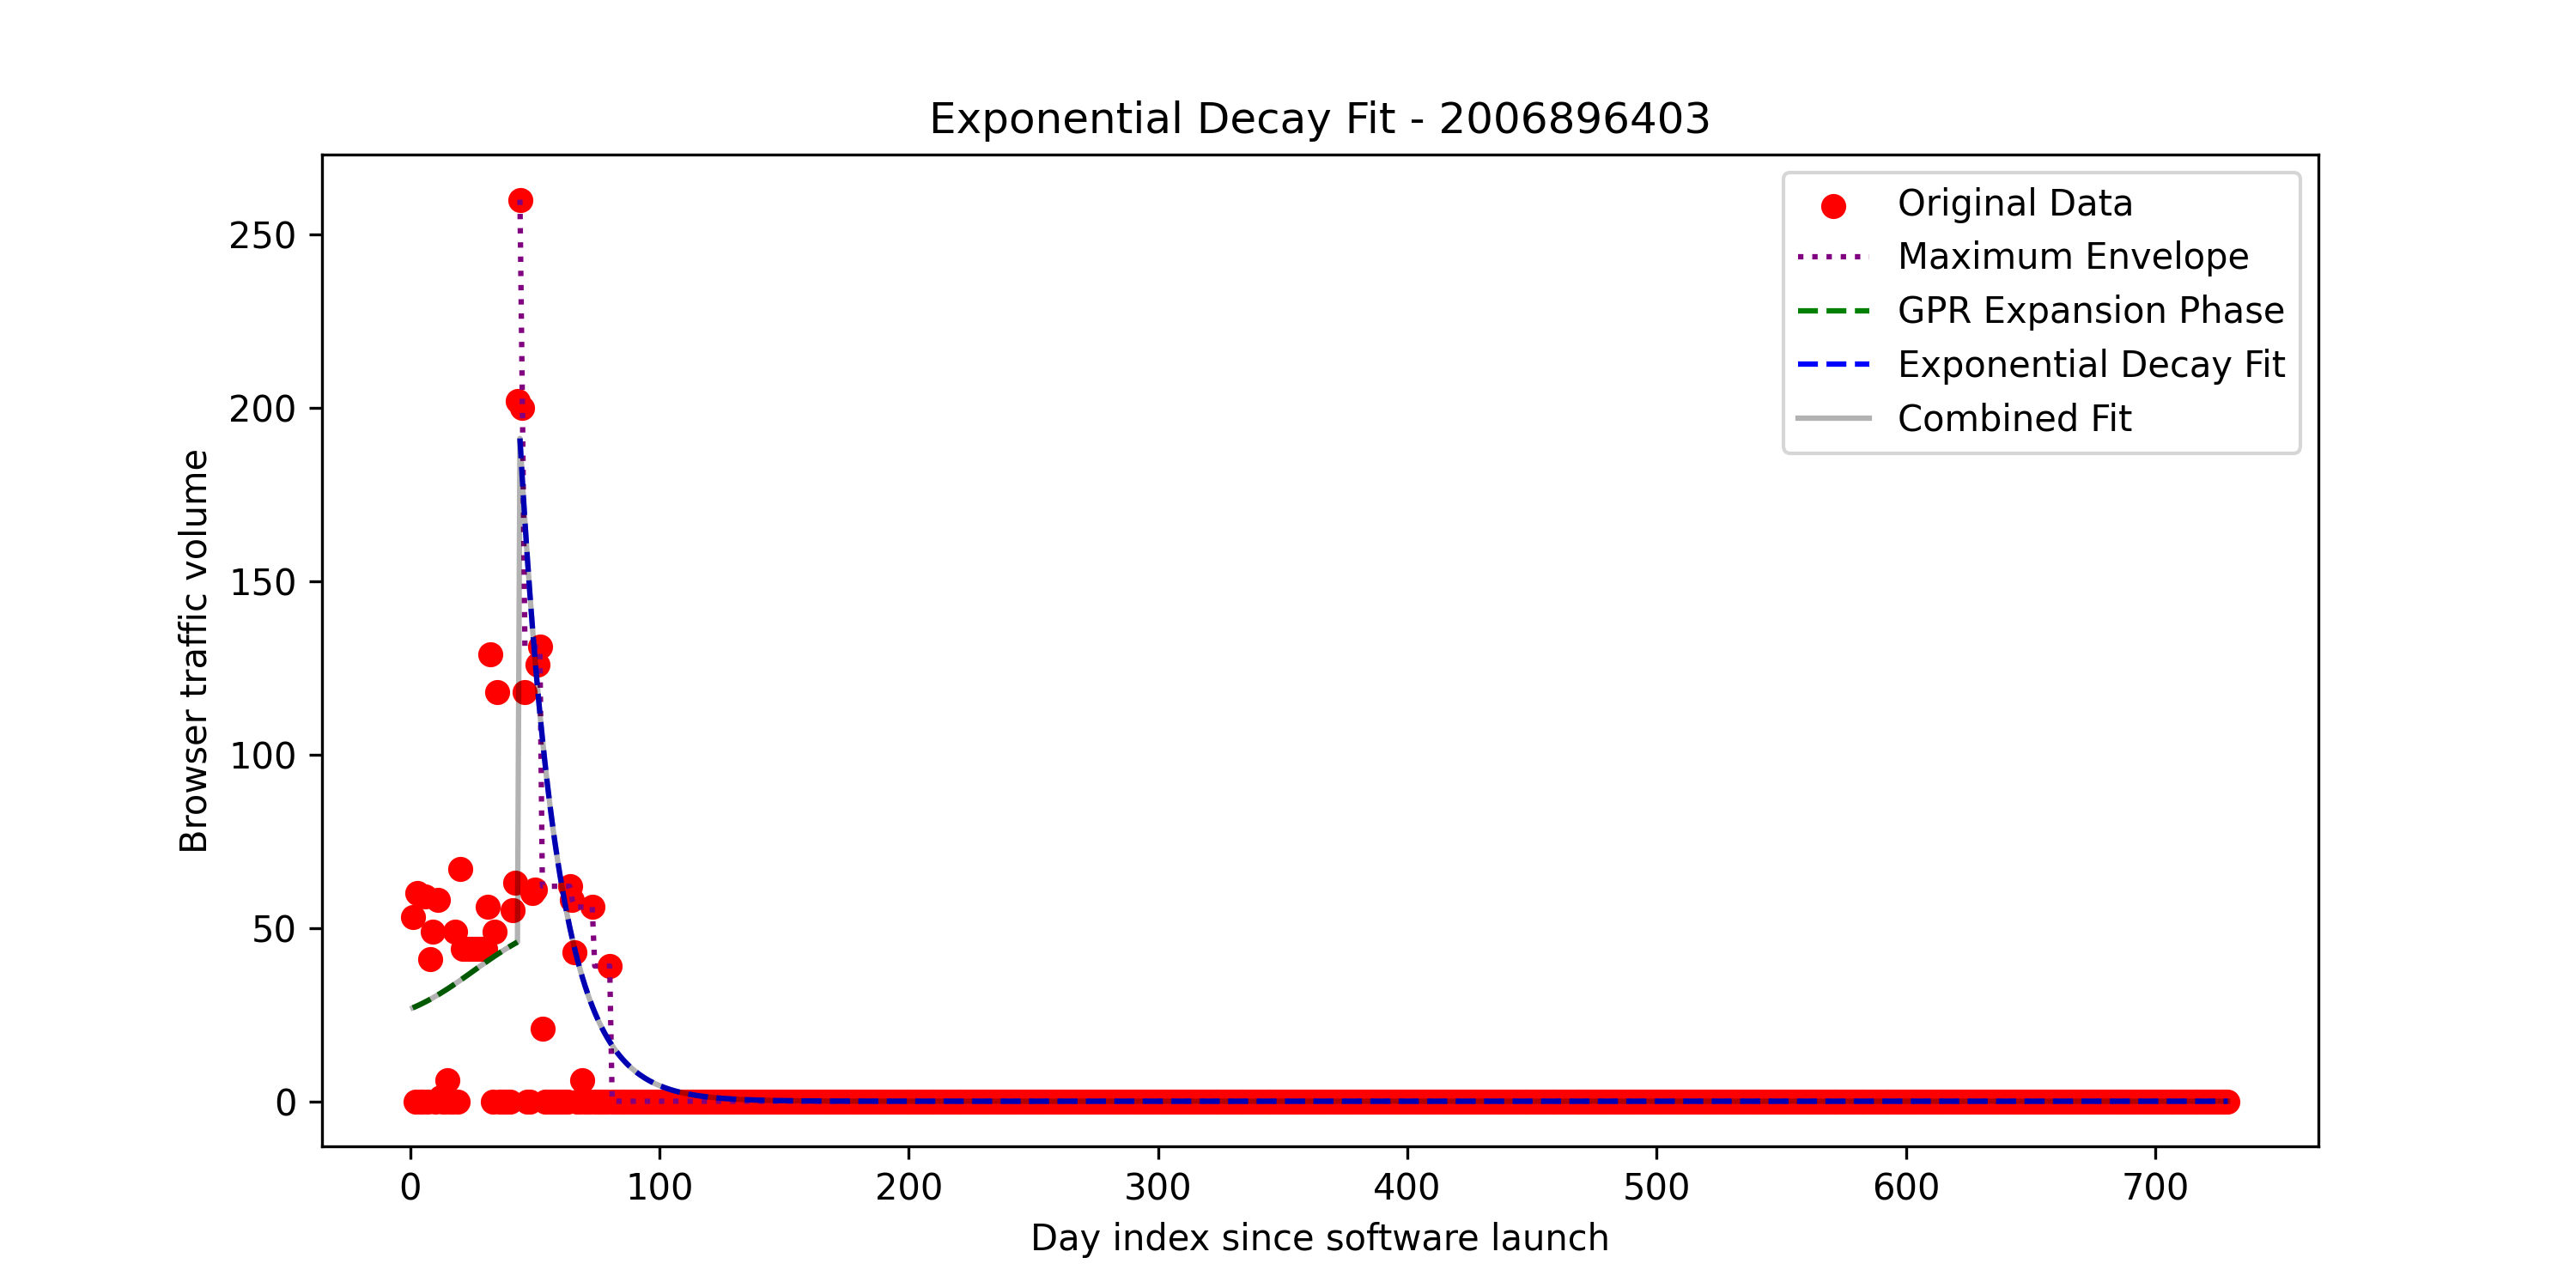 Exponential Decay Fit - 2006896403
Original Data
Maximum Envelope
GPR Expansion Phase
Exponential Decay Fit
Combined Fit
Browser traffic volume
250
200
150
100
50
0
0 100 200 300 400 500 600 700
Day index since software launch